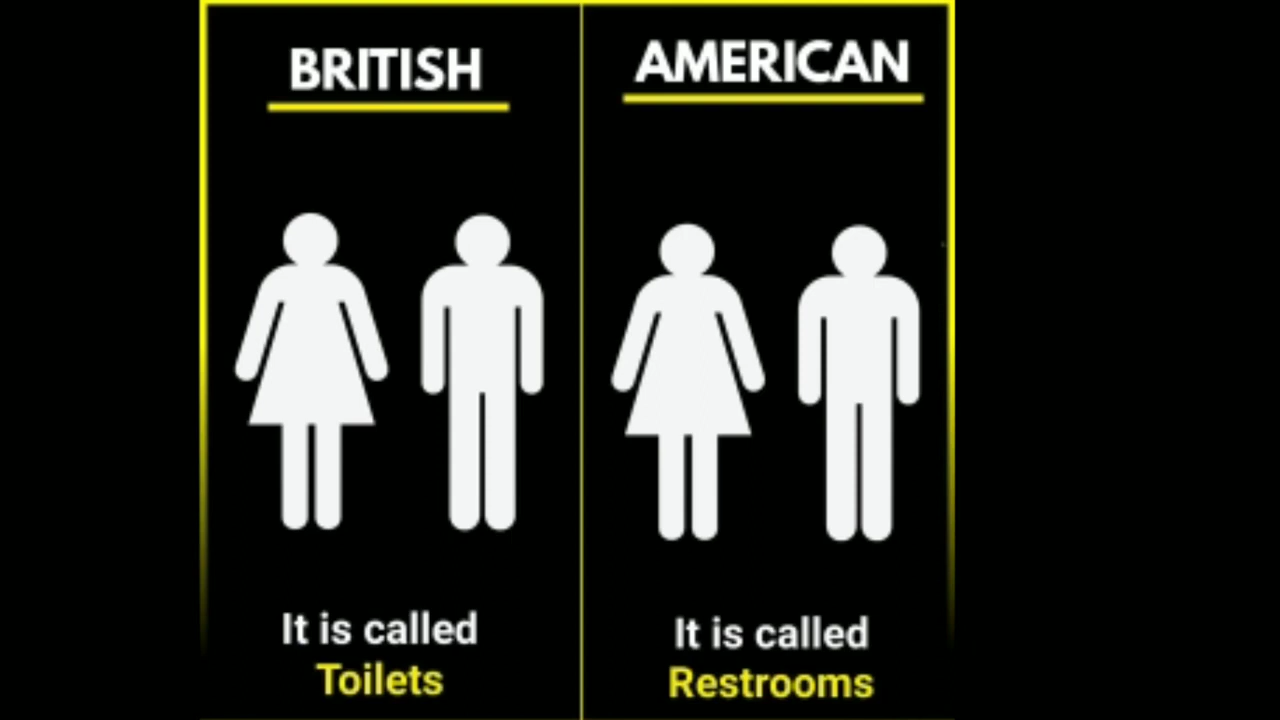 BRITISH
It is called
Toilets
AMERICAN
It is called
Restrooms